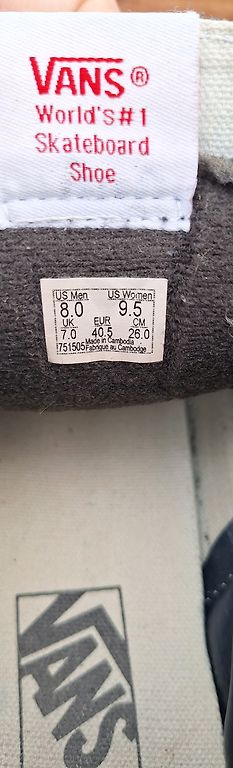 VANS®
World's#1
Skateboard
Shoe
US Men US Women
8.0 9.5
UK EUR CM
7.0 40.5 26.0
Made in Cambodia
751505 Fabrique au Cambodge
VANS